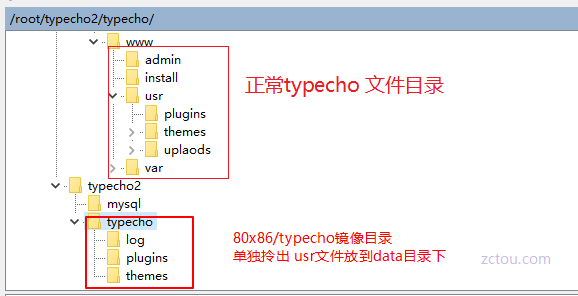 /root/typecho2/typecho/
www
admin
install
usr
plugins
themes
uplaods
var
正常typecho 文件目录
typecho2
mysql
typecho
log
plugins
themes
80x86/typecho镜像目录
单独拎出 usr文件放到data目录下
zctou.com